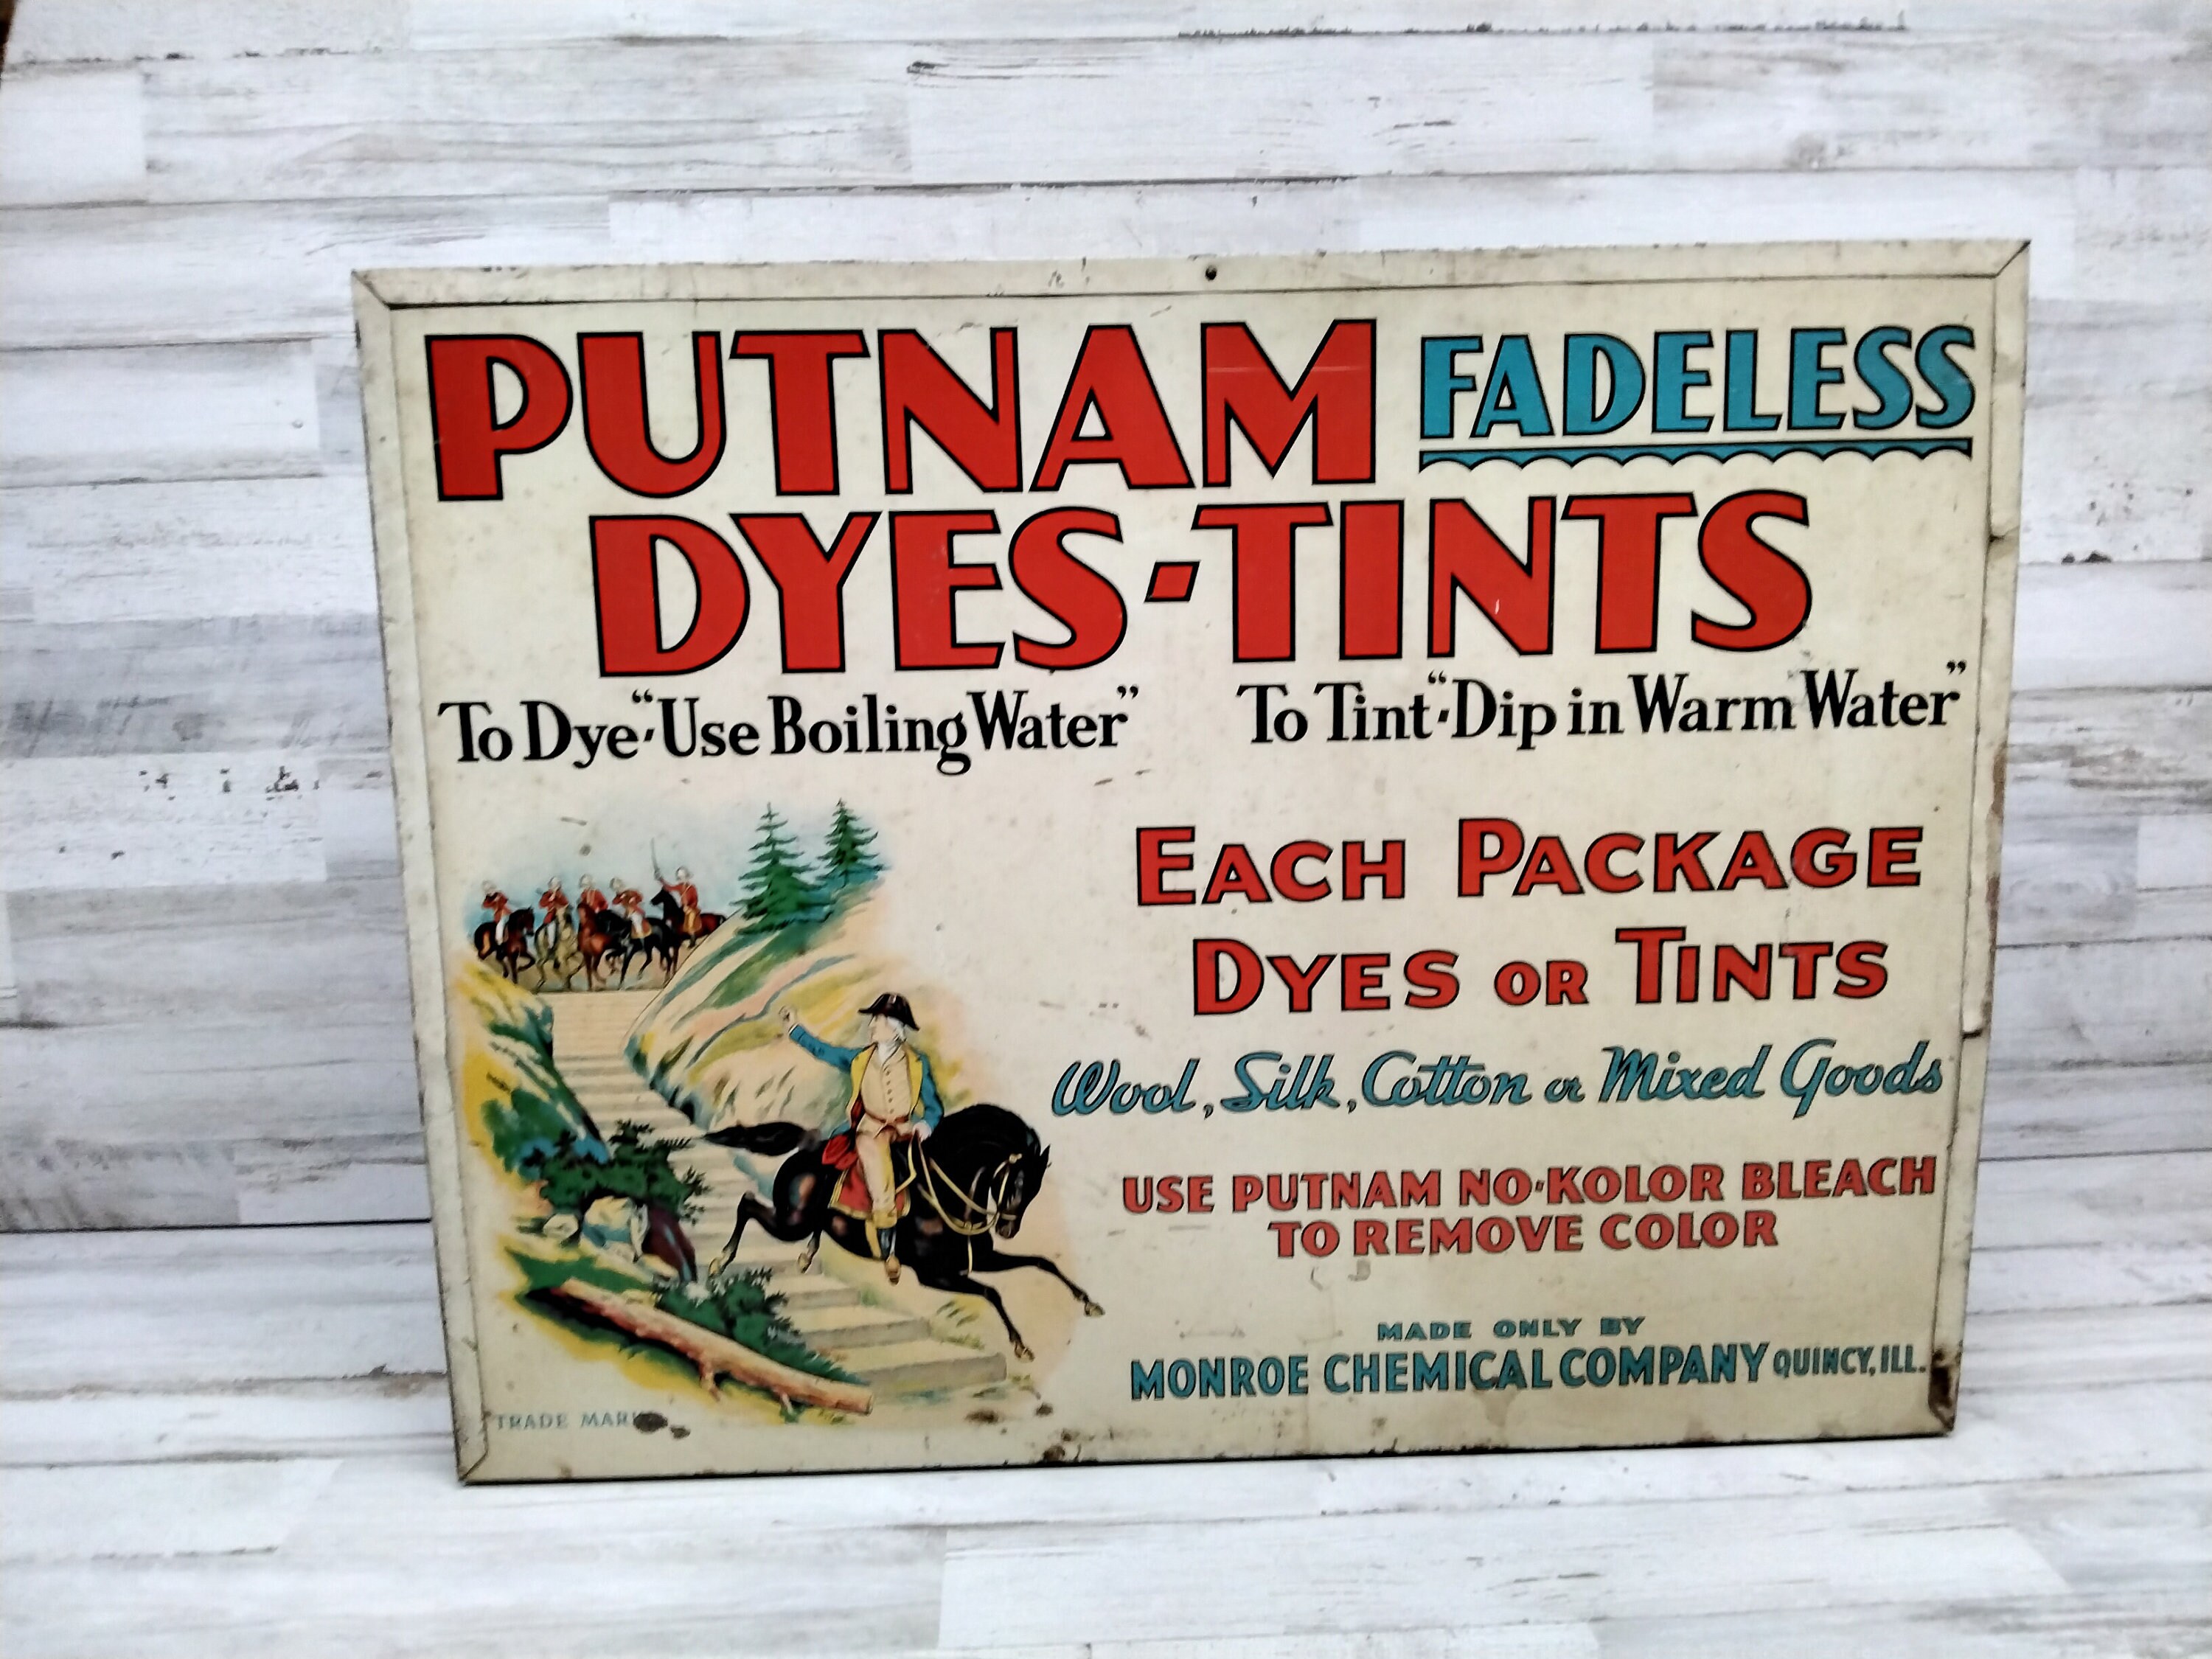 PUTNAM FADELESS
DYES-TINTS
To Dye-"Use Boiling Water" To Tint-"Dip in Warm Water"
EACH PACKAGE
DYES OR TINTS
Wool, Silk, Cotton or Mixed Goods
USE PUTNAM NO-KOLOR BLEACH
TO REMOVE COLOR
MADE ONLY BY
MONROE CHEMICAL COMPANY QUINCY, ILL.
TRADE MARK